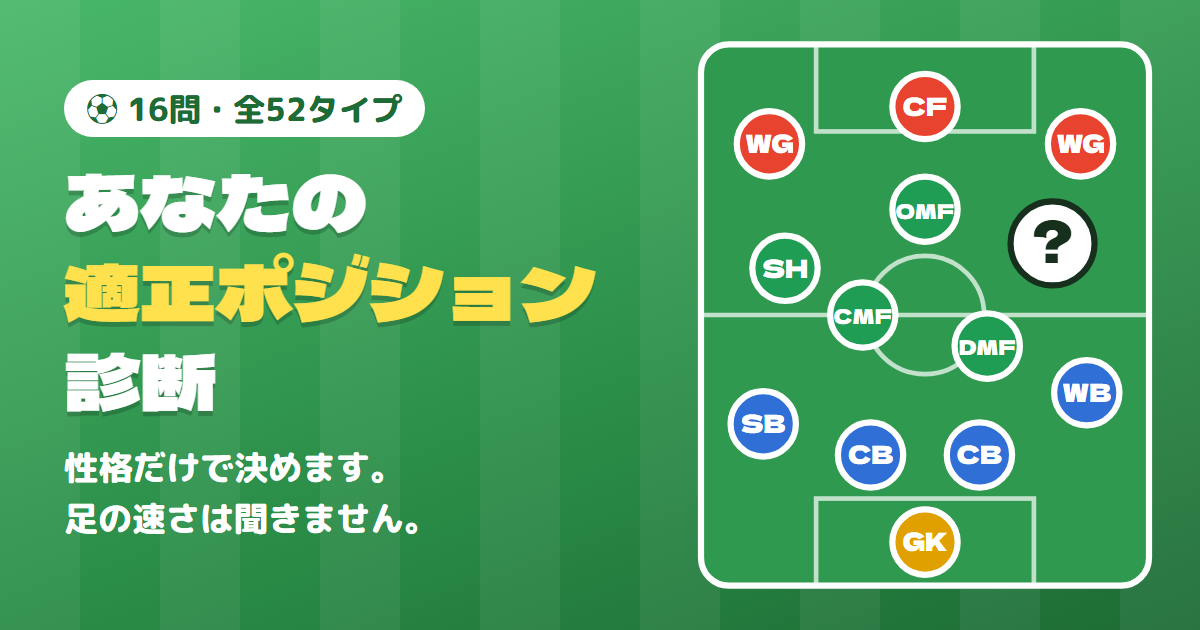 16問・全52タイプ
あなたの
適正ポジション
診断
性格だけで決めます。
足の速さは聞きません。
CF
WG
WG
OMF
?
SH
CMF
DMF
WB
SB
CB
CB
GK